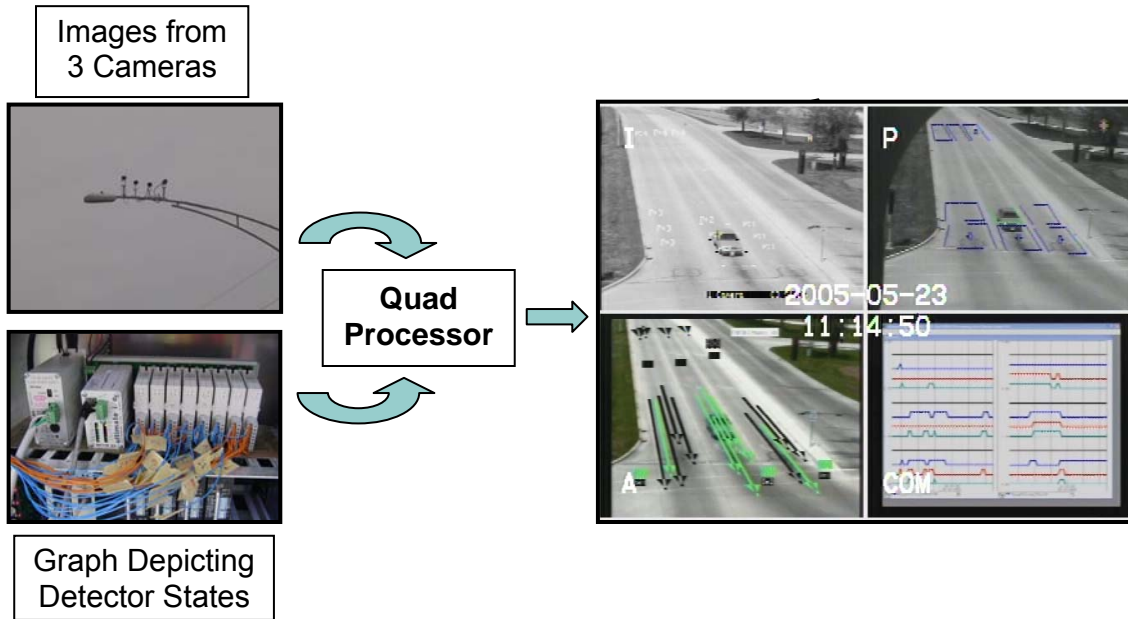 Images from
3 Cameras
Quad
Processor
I
P
2005-05-23
11:14:50
A
COM
Graph Depicting
Detector States